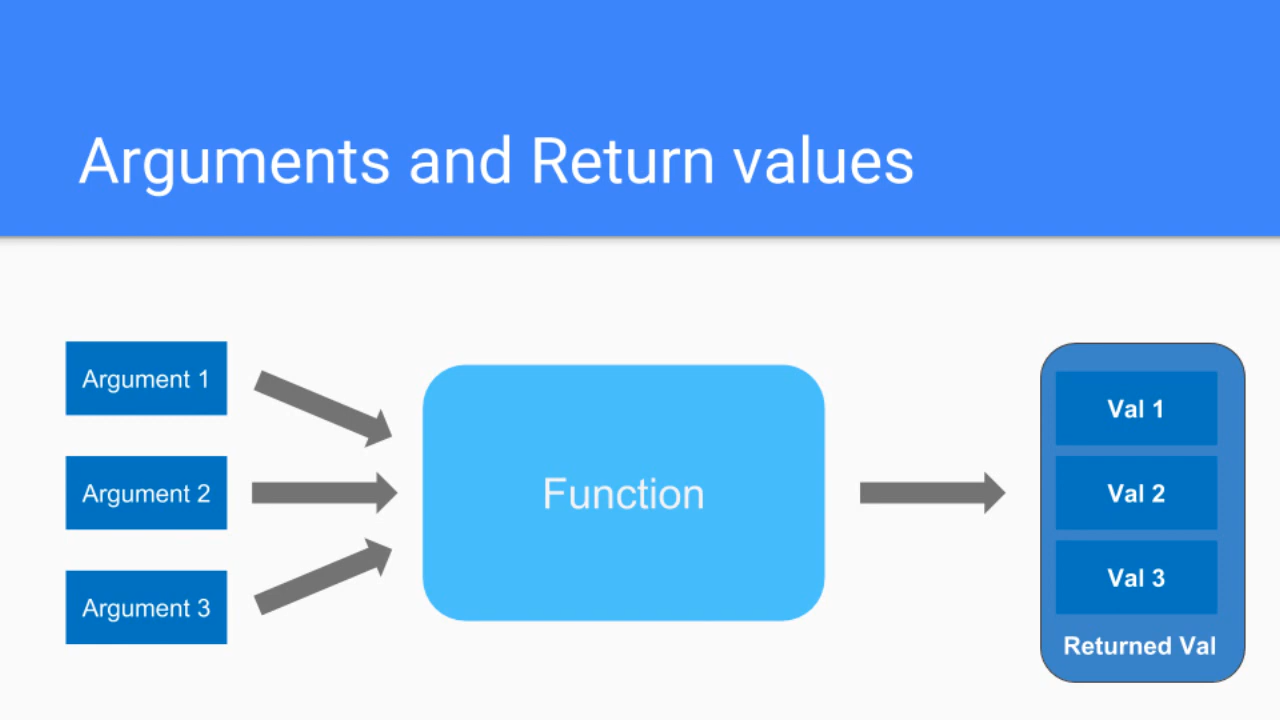 Arguments and Return values
Argument 1
Argument 2
Argument 3
Function
Val 1
Val 2
Val 3
Returned Val